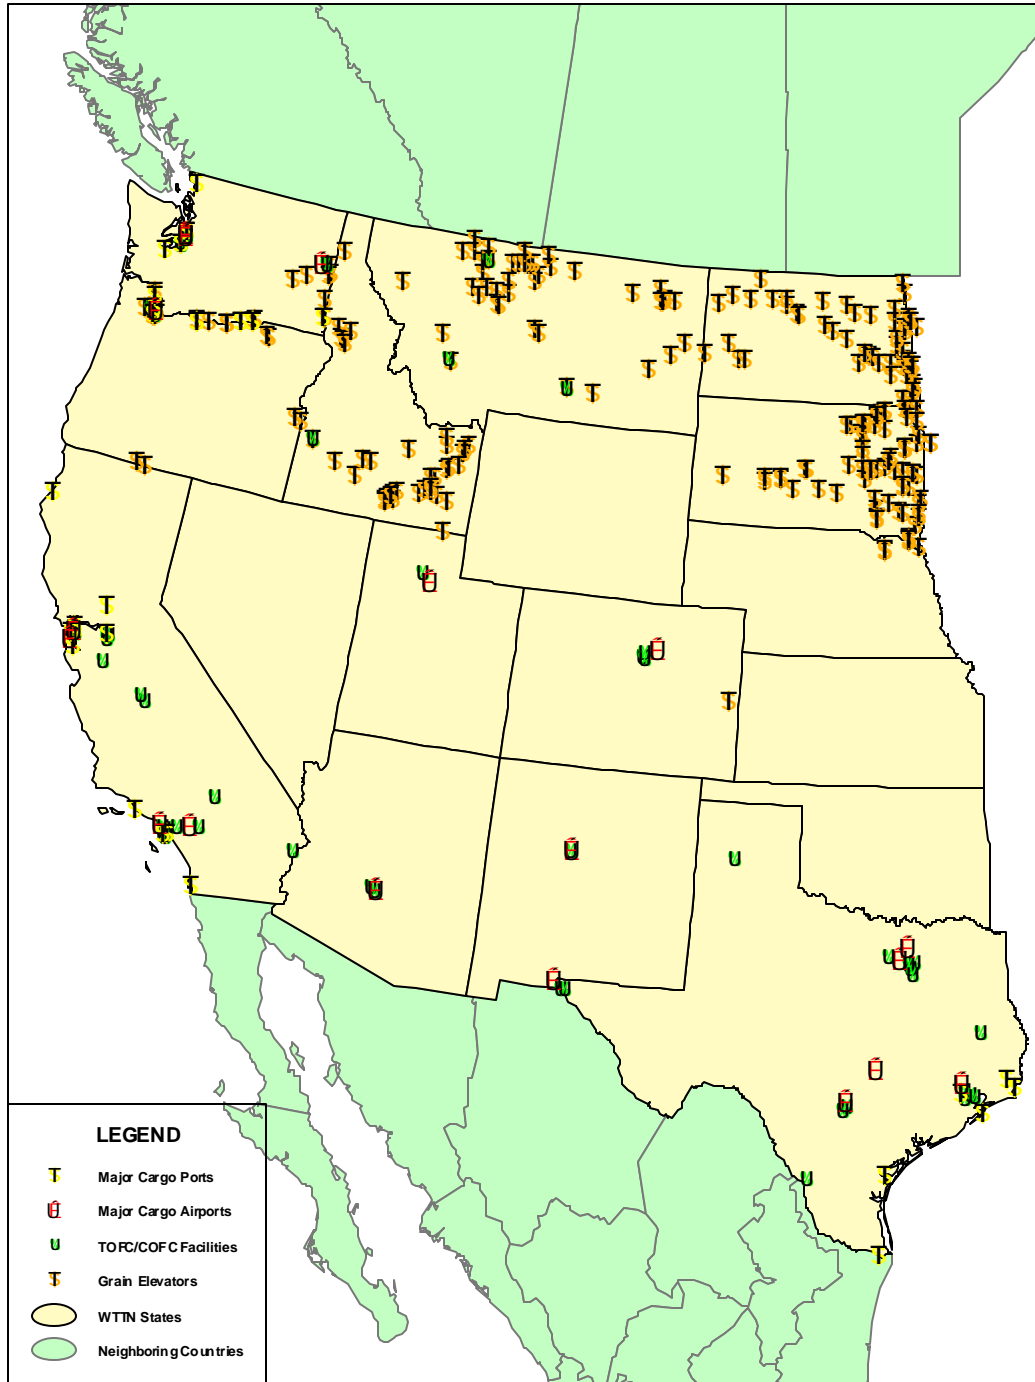 LEGEND
Major Cargo Ports
Major Cargo Airports
TOFC/COFC Facilities
Grain Elevators
WTTN States
Neighboring Countries